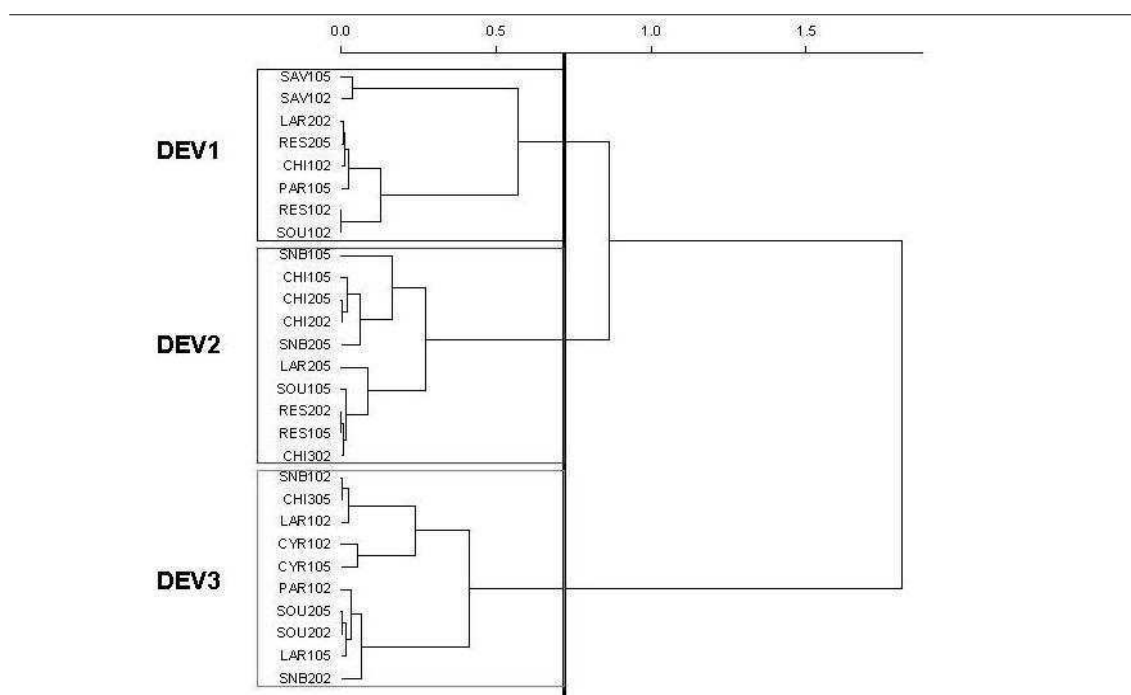 0.0 0.5 1.0 1.5
DEV1
SAV105
SAV102
LAR202
RES205
CHI102
PAR105
RES102
SOU102
DEV2
SNB105
CHI105
CHI205
CHI202
SNB205
LAR205
SOU105
RES202
RES105
CHI302
DEV3
SNB102
CHI305
LAR102
CYR102
CYR105
PAR102
SOU205
SOU202
LAR105
SNB202